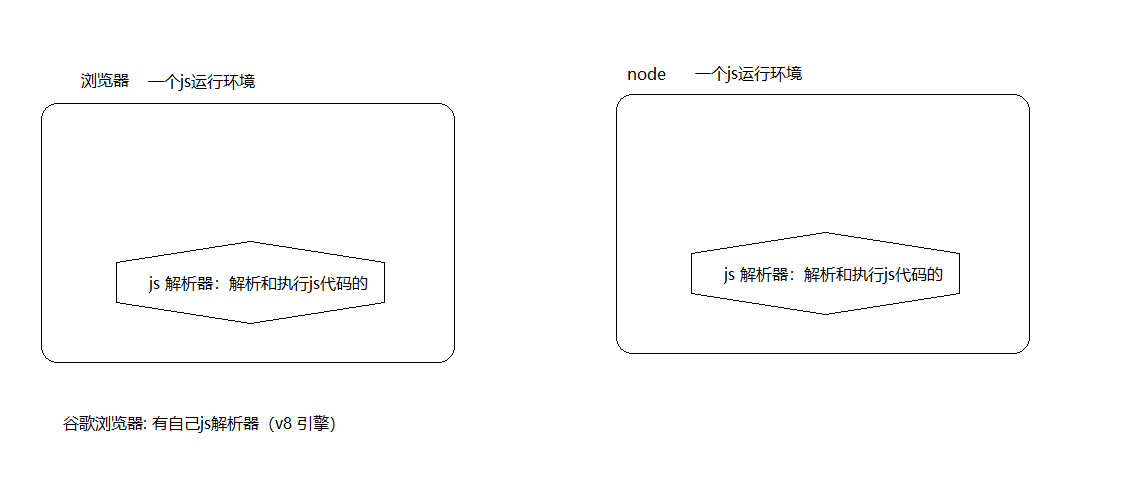 浏览器 一个js运行环境
node 一个js运行环境
js 解析器：解析和执行js代码的
js 解析器：解析和执行js代码的
谷歌浏览器: 有自己js解析器（v8 引擎）